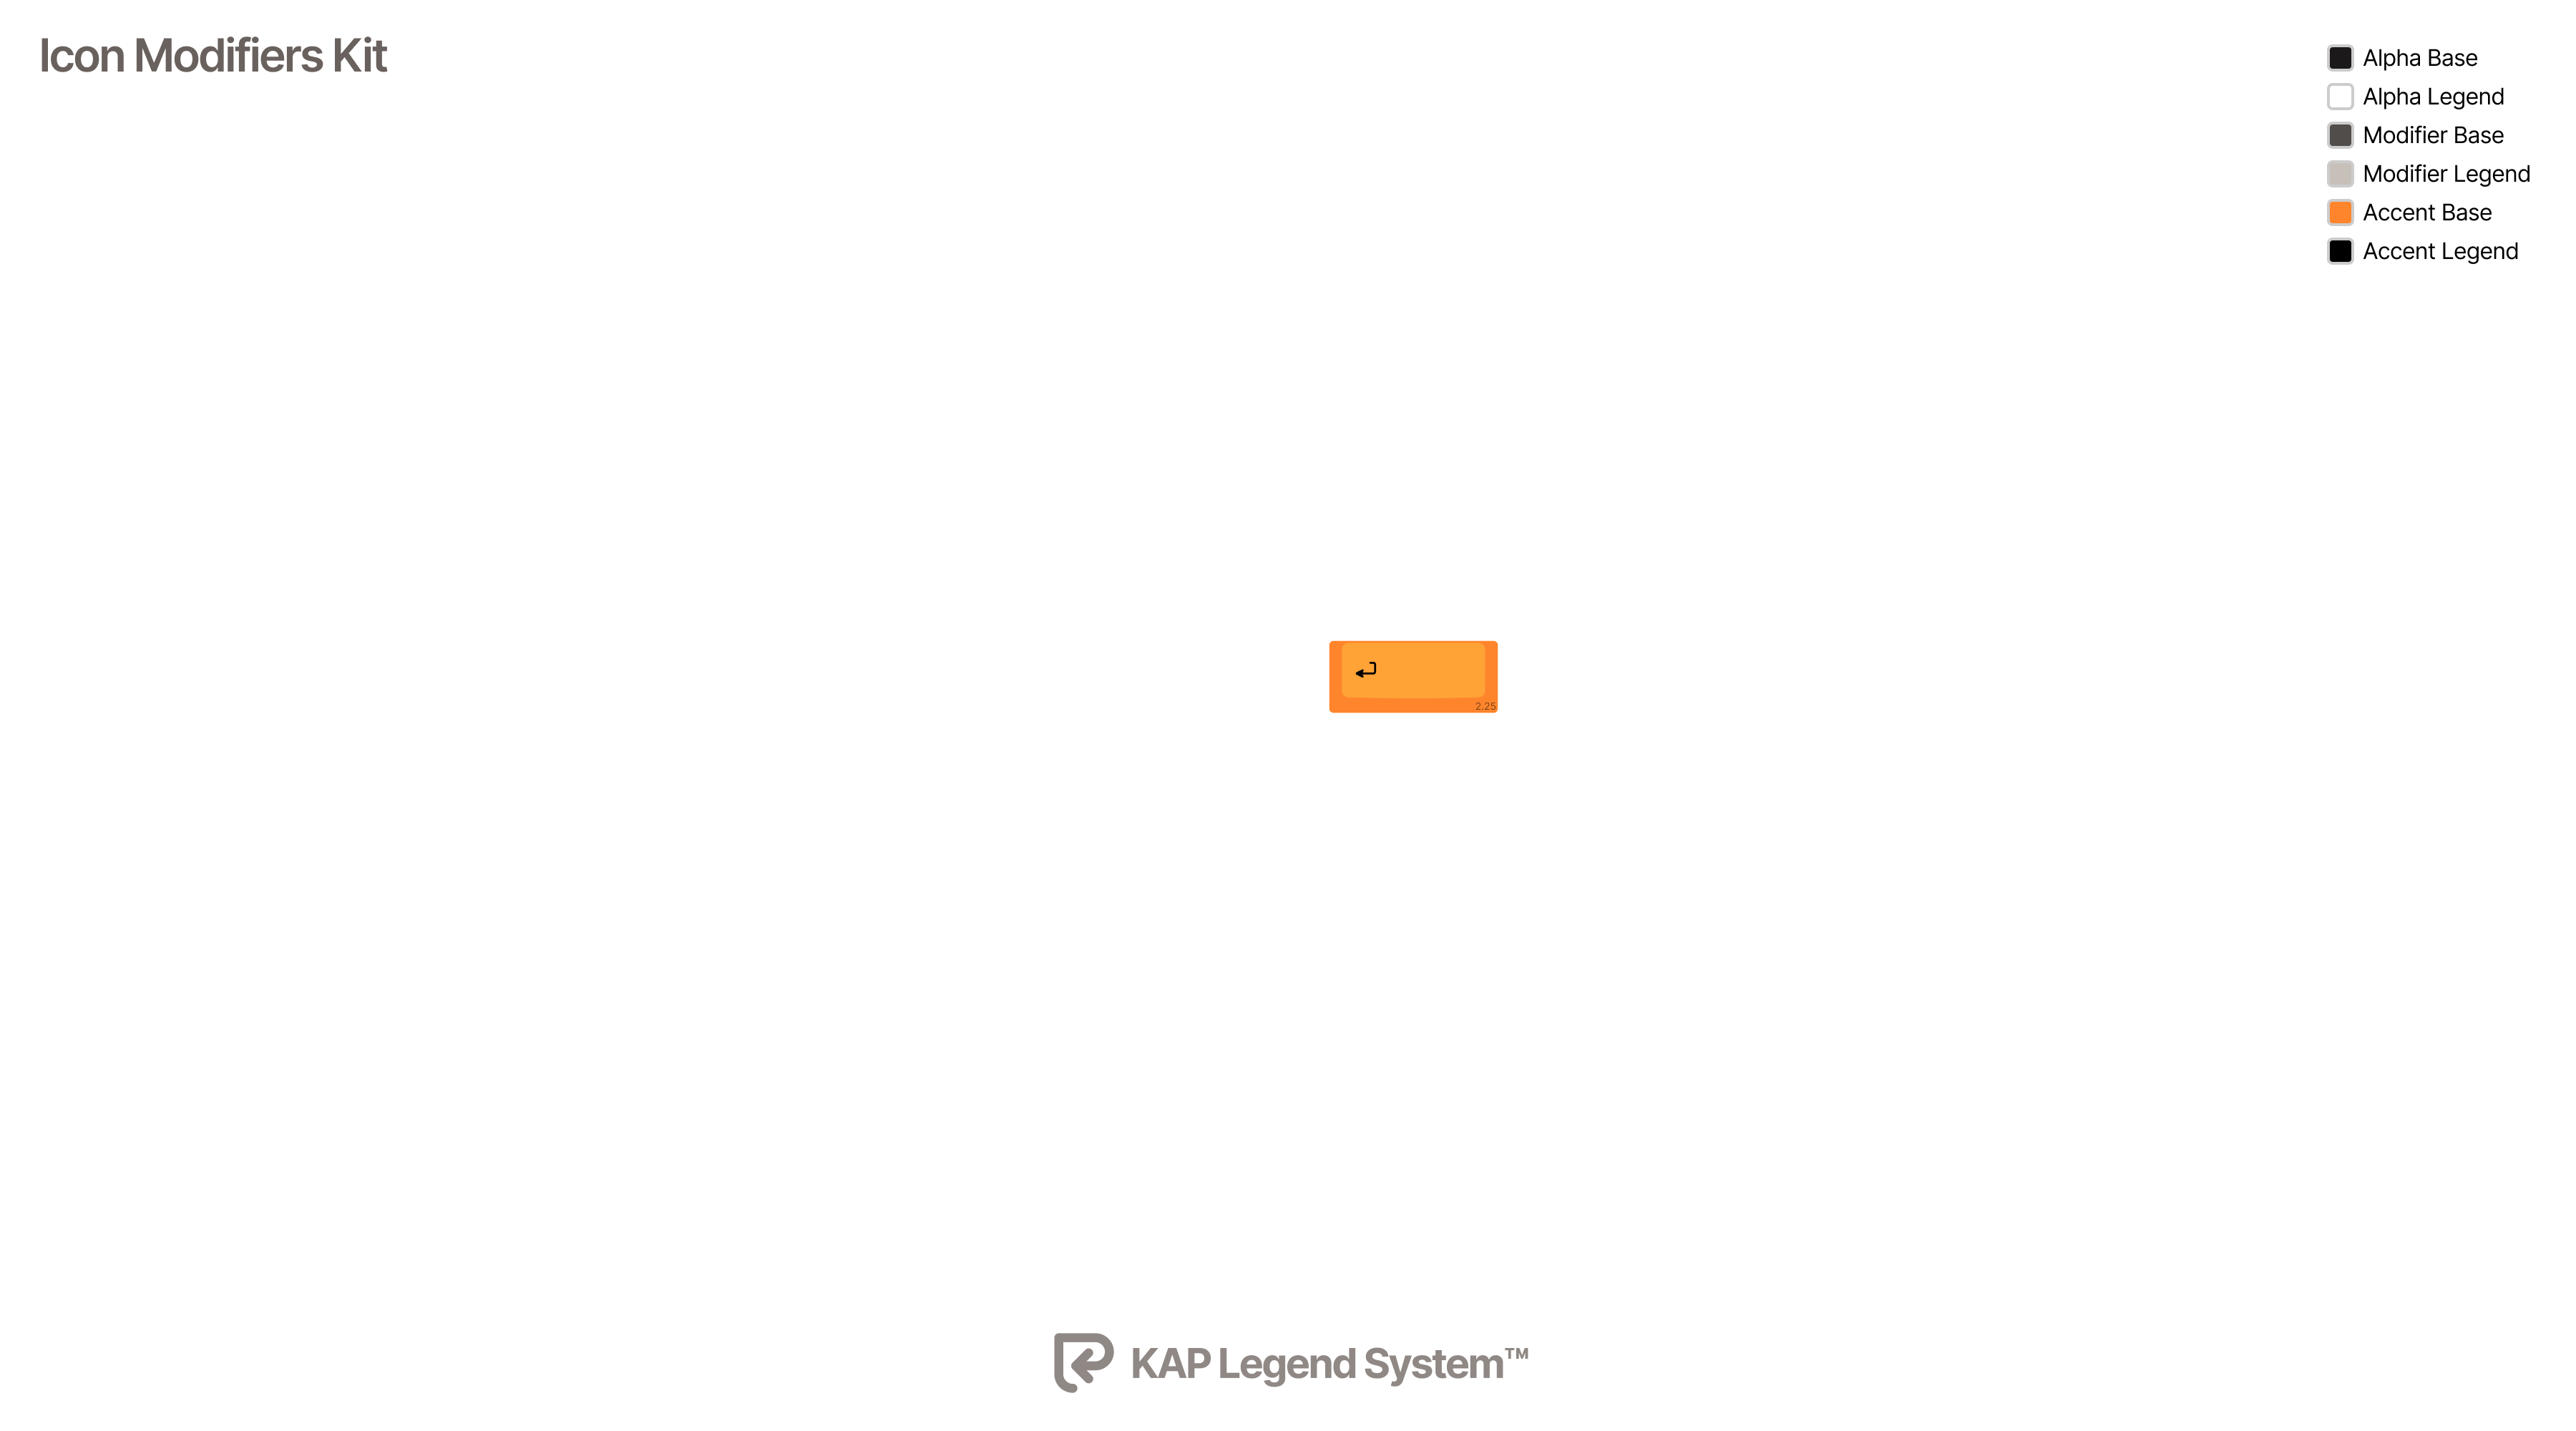 Icon Modifiers Kit
Alpha Base
Alpha Legend
Modifier Base
Modifier Legend
Accent Base
Accent Legend
2.25
KAP Legend System™